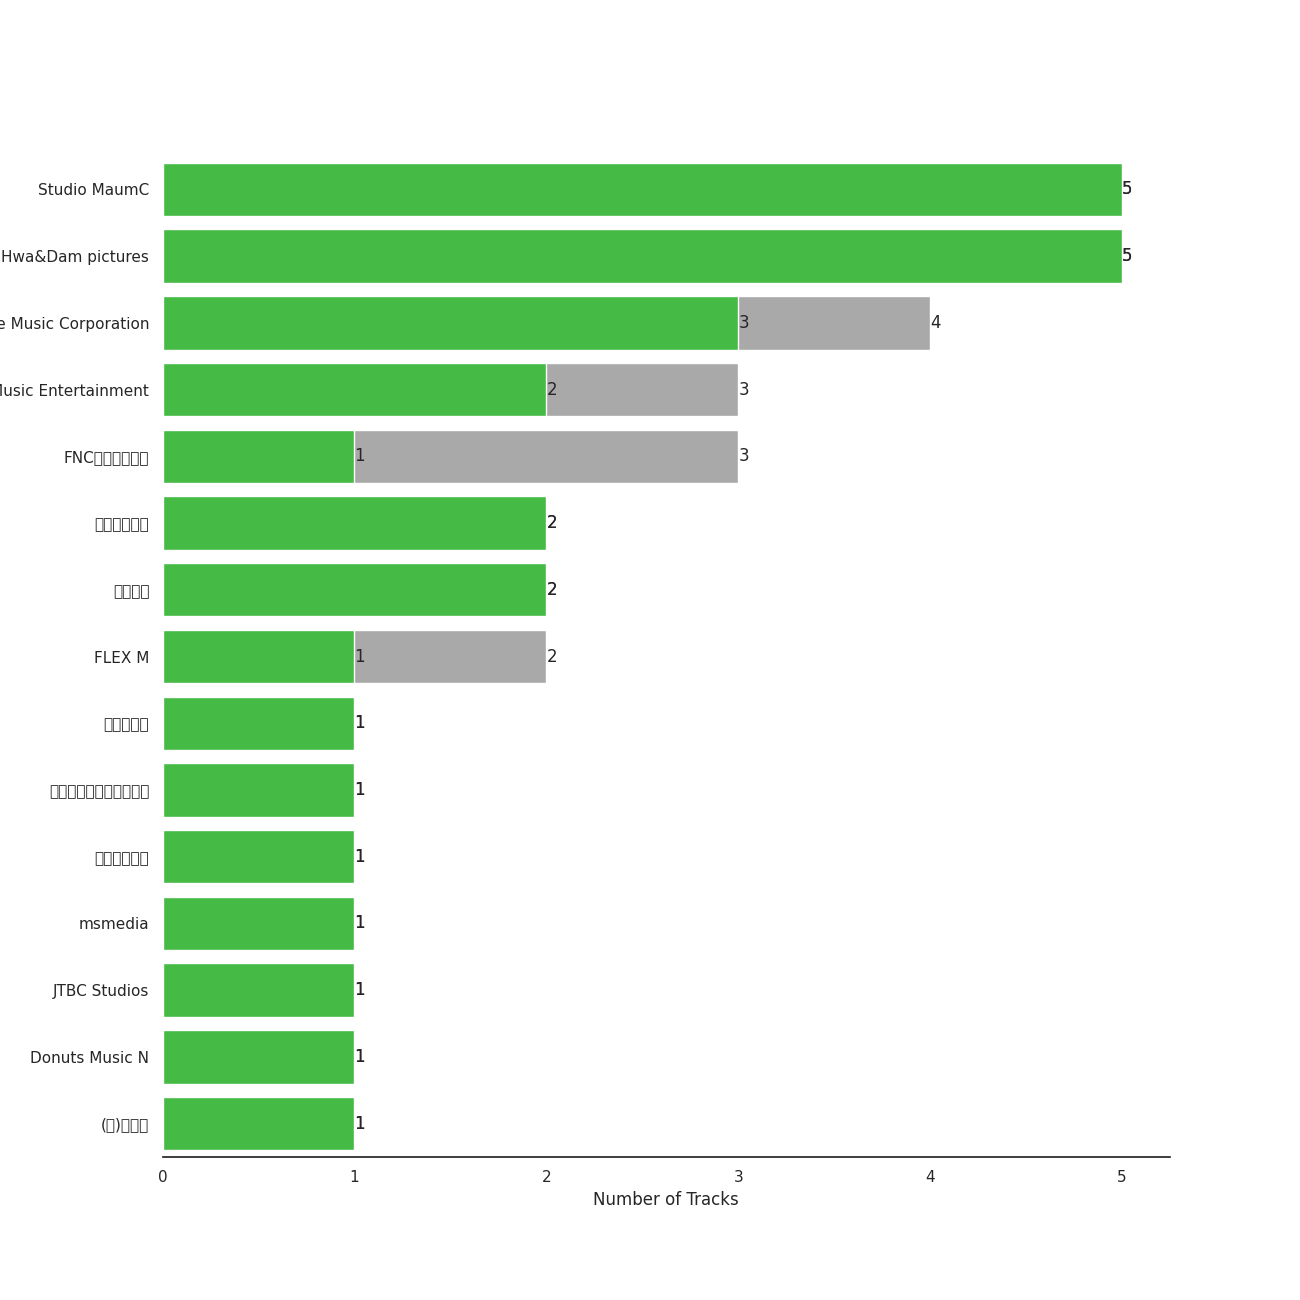 Studio MaumC 5
Hwa&Dam pictures 5
e Music Corporation 3 4
Music Entertainment 2 3
FNC 1 3
2
2
FLEX M 1 2
1
1
1
msmedia 1
JTBC Studios 1
Donuts Music N 1
1
0 1 2 3 4 5
Number of Tracks